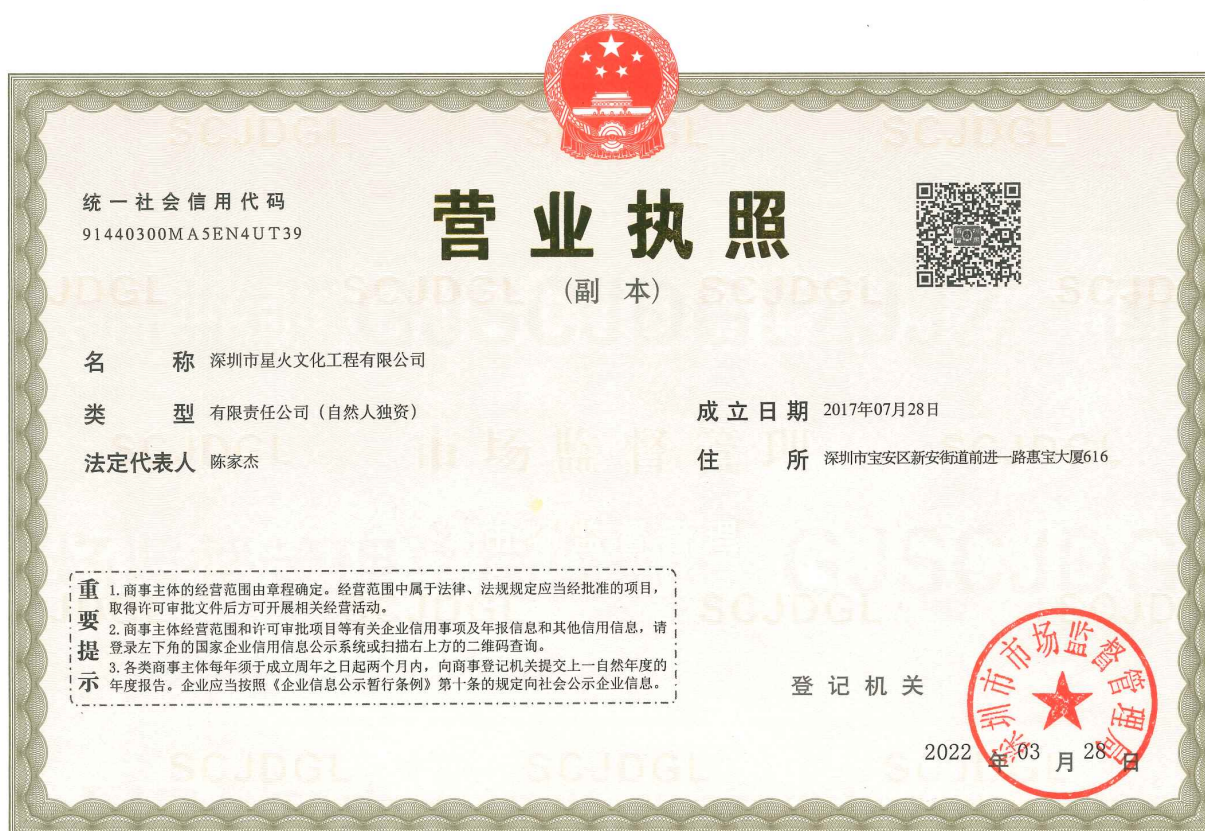 统一社会信用代码
91440300MA5EN4UT39
营业执照
(副 本)
名 称 深圳市星火文化工程有限公司
类 型 有限责任公司（自然人独资）
成立日期 2017年07月28日
法定代表人 陈家杰
住 所 深圳市宝安区新安街道前进一路惠宝大厦616
重要提示
1. 商事主体的经营范围由章程确定。经营范围中属于法律、法规规定应当经批准的项目，
取得许可审批文件后方可开展相关经营活动。
2. 商事主体经营范围和许可审批项目等有关企业信用事项及年报信息和其他信用信息，请
登录左下角的国家企业信用信息公示系统或扫描右上方的二维码查询。
3. 各类商事主体每年须于成立周年之日起两个月内，向商事登记机关提交上一自然年度的
年度报告。企业应当按照《企业信息公示暂行条例》第十条的规定向社会公示企业信息。
登记机关
深圳市市场监督管理局
2022 年 03 月 28 日
SCJDGL
市场监督管理